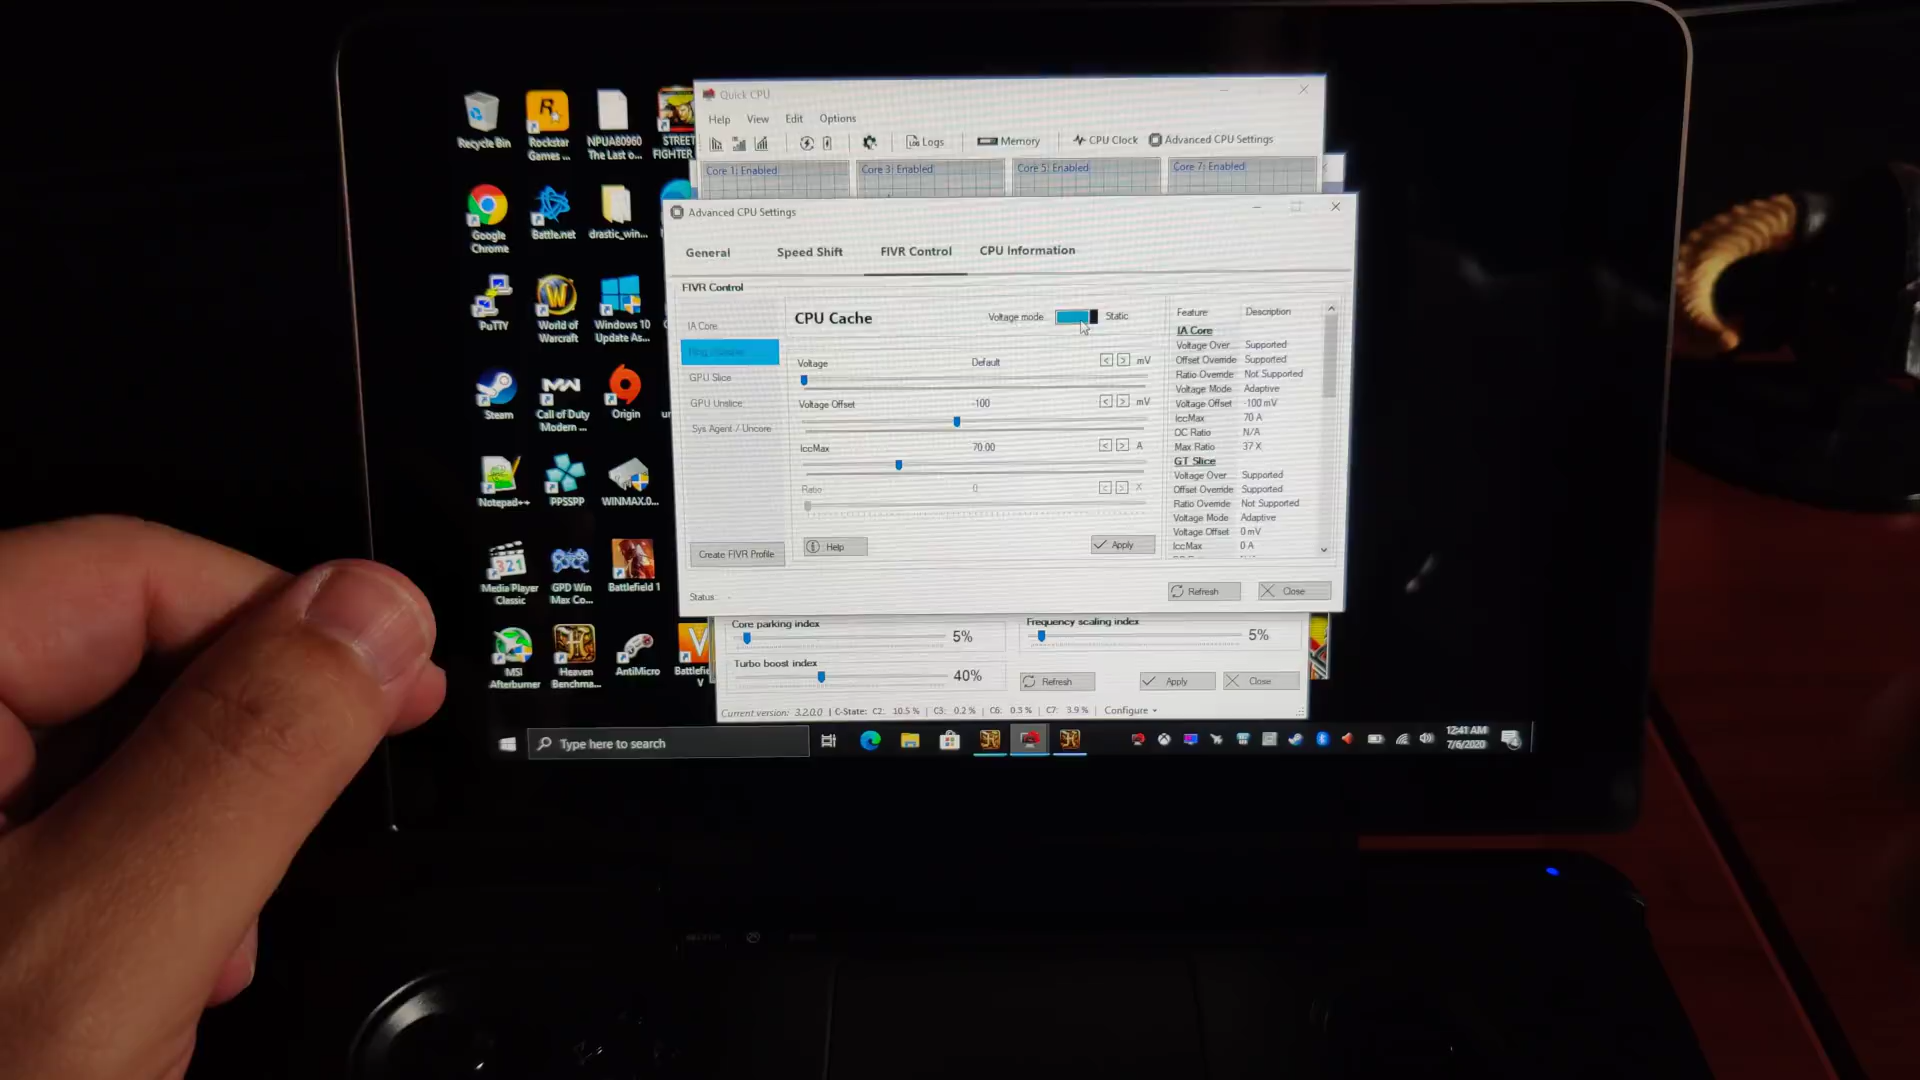 Quick CPU
Help View Edit Options
Logs Memory CPU Clock Advanced CPU Settings
Core 1: Enabled Core 3: Enabled Core 5: Enabled Core 7: Enabled
Advanced CPU Settings
General Speed Shift FIVR Control CPU Information
FIVR Control
IA Core
GPU Slice
GPU Unslice
Sys Agent / Uncore
Create FIVR Profile
CPU Cache
Voltage mode Static
Voltage Default < > mV
Voltage Offset -100 < > mV
IccMax 70.00 < > A
Ratio 0 < > X
Help
Apply
Feature Description
IA Core
Voltage Over... Supported
Offset Override Supported
Ratio Override Not Supported
Voltage Mode Adaptive
Voltage Offset -100 mV
IccMax 70 A
OC Ratio N/A
Max Ratio 37 X
GT Slice
Voltage Over... Supported
Offset Override Supported
Ratio Override Not Supported
Voltage Mode Adaptive
Voltage Offset 0 mV
IccMax 0 A
Status: -
Refresh Close
Core parking index 5%
Frequency scaling index 5%
Turbo boost index 40%
Refresh Apply Close
Current version: 3.2.0.0 | C-State: C2: 10.5 % | C3: 0.2 % | C6: 0.3 % | C7: 3.9 % Configure
Recycle Bin
Rockstar Games ...
NPUA80960 The Last o...
STREET FIGHTER
Google Chrome
Battle.net
drastic_win...
PuTTY
World of Warcraft
Windows 10 Update As...
Steam
Call of Duty Modern ...
Origin
Notepad++
PPSSPP
WINMAX.0...
Media Player Classic
GPD Win Max Co...
Battlefield 1
MSI Afterburner
Heaven Benchma...
AntiMicro
Battlefie V
Type here to search
12:41 AM
7/6/2020